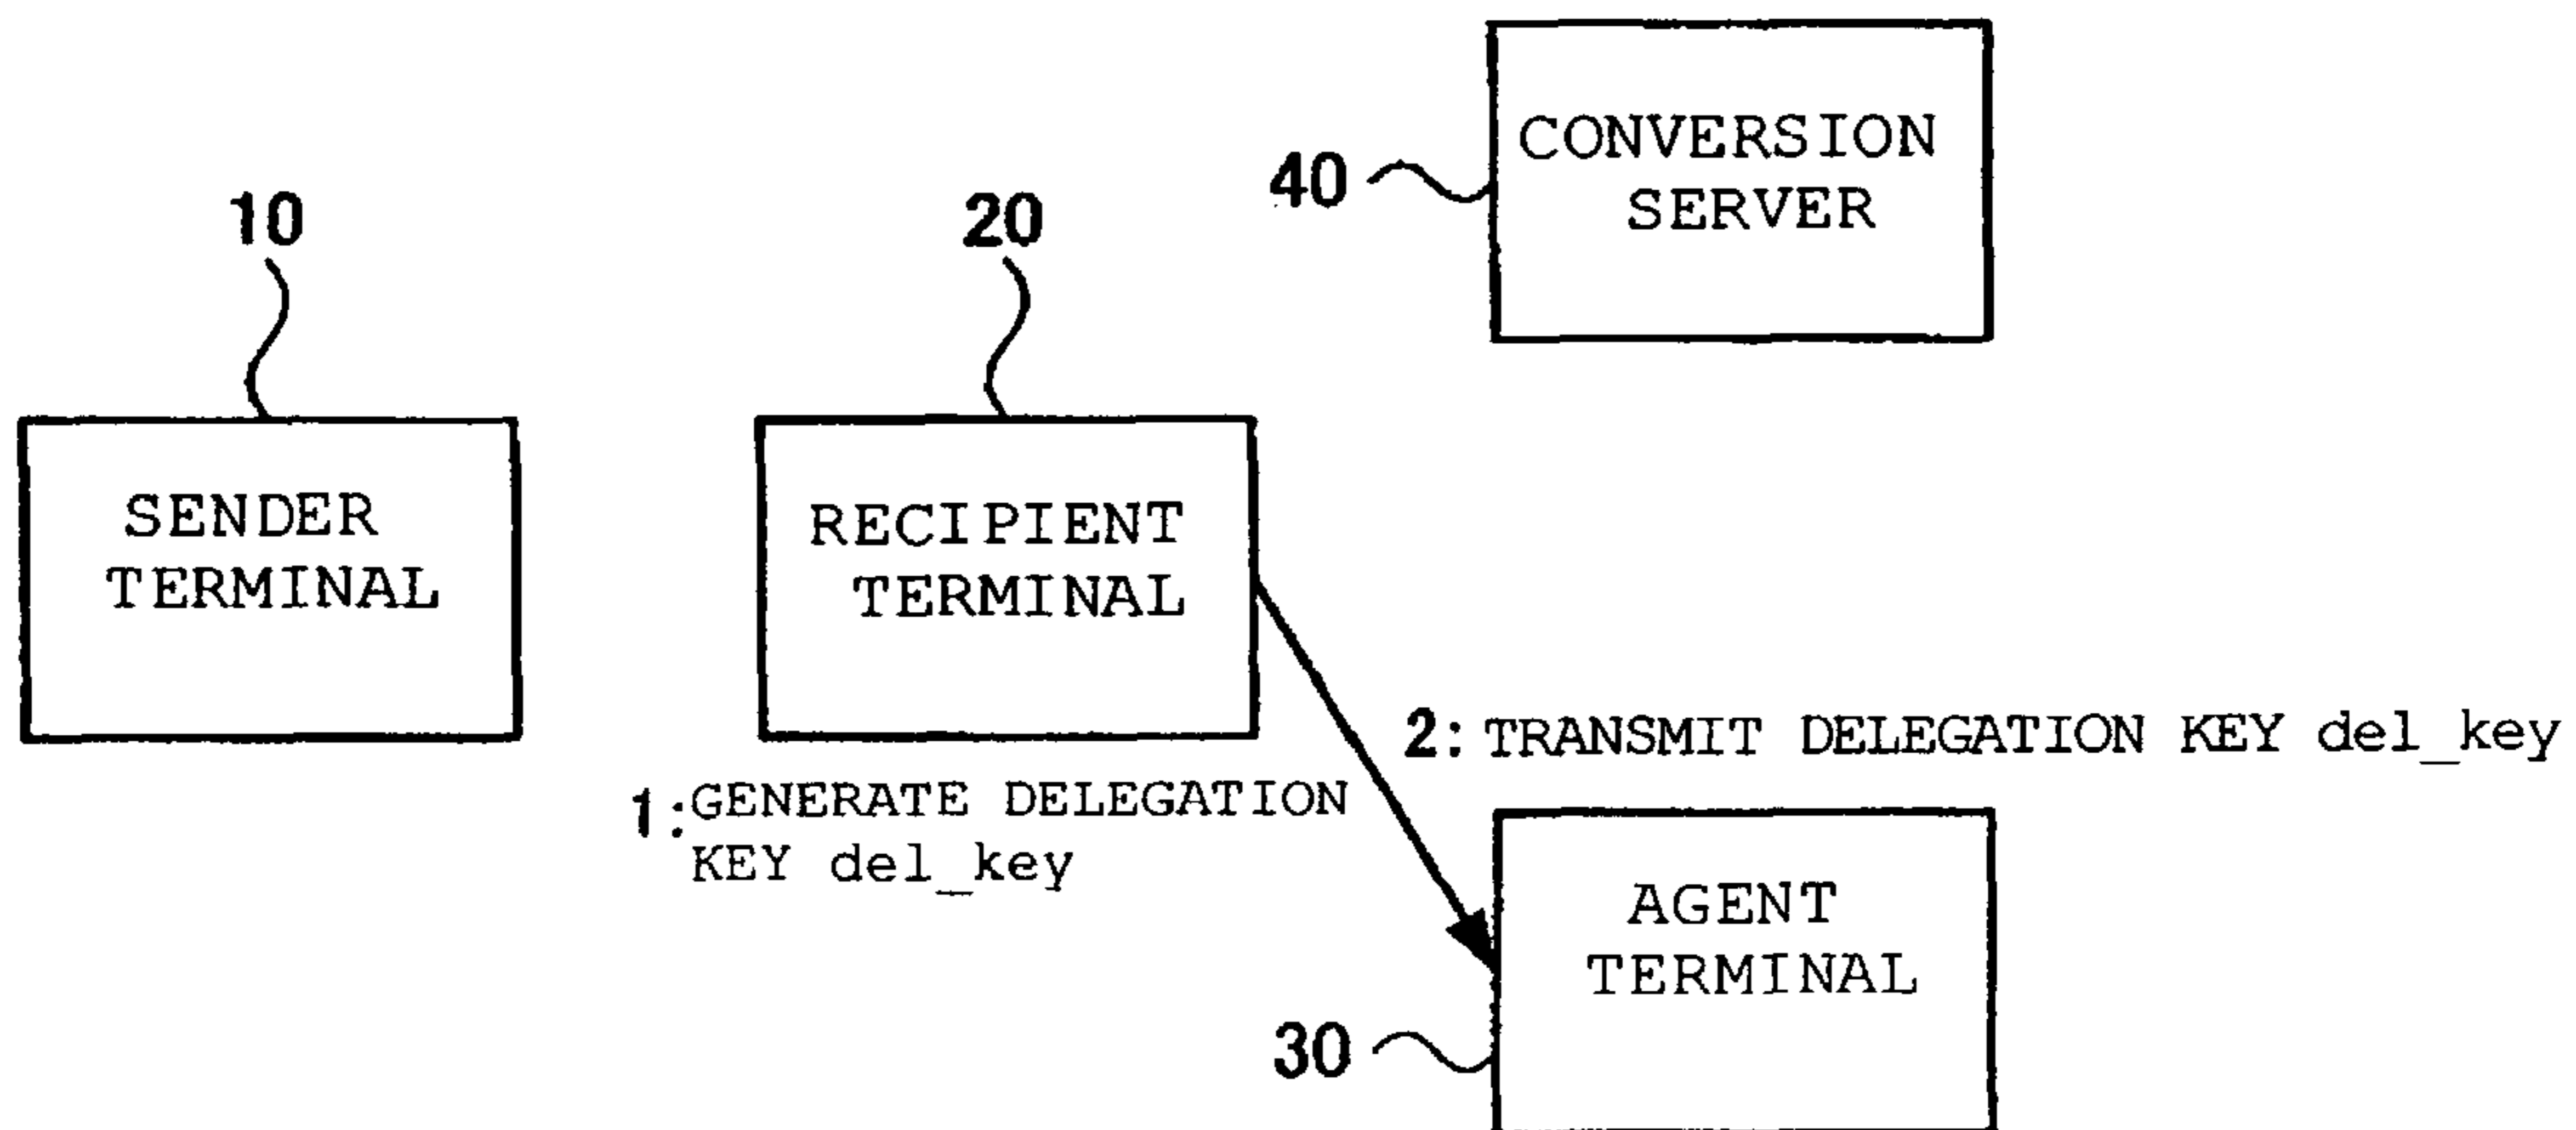 10
SENDER
TERMINAL
20
RECIPIENT
TERMINAL
1:GENERATE DELEGATION
KEY del_key
40
CONVERSION
SERVER
2: TRANSMIT DELEGATION KEY del_key
AGENT
TERMINAL
30